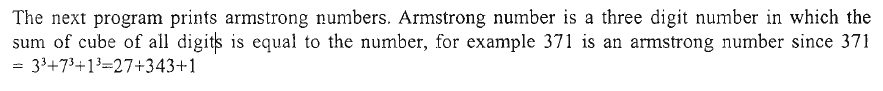 The next program prints armstrong numbers. Armstrong number is a three digit number in which the
sum of cube of all digits is equal to the number, for example 371 is an armstrong number since 371
= 3³+7³+1³=27+343+1